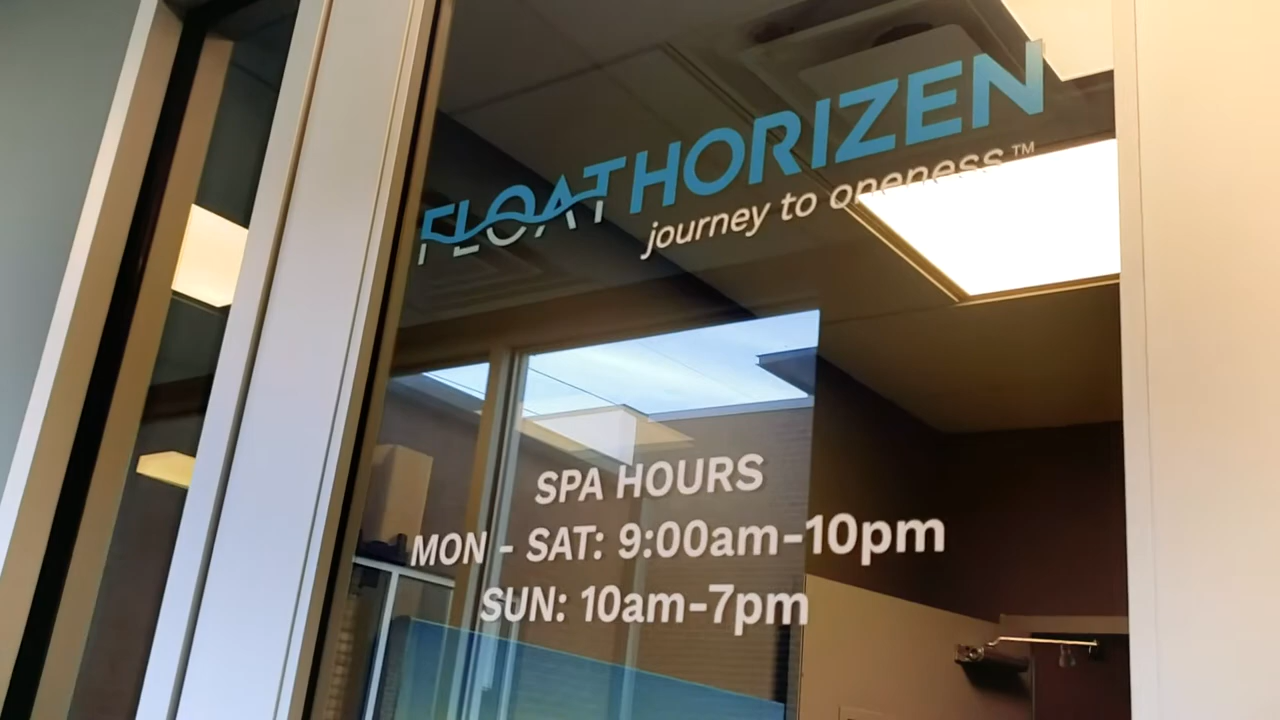 FLOATHORIZEN
journey to oneness™
SPA HOURS
MON - SAT: 9:00am-10pm
SUN: 10am-7pm